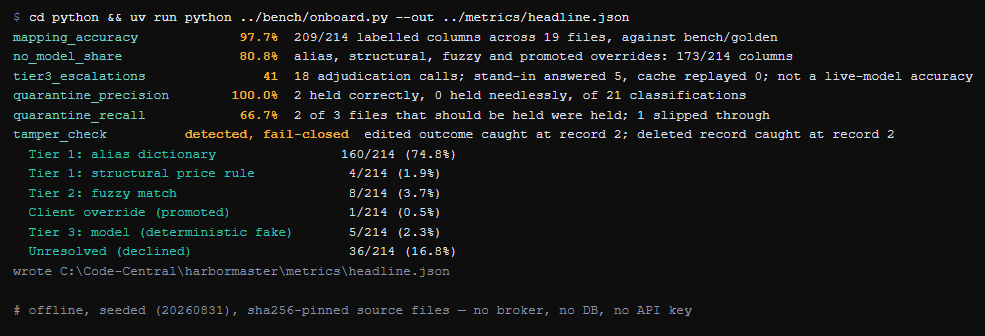 $ cd python && uv run python ../bench/onboard.py --out ../metrics/headline.json
mapping_accuracy 97.7% 209/214 labelled columns across 19 files, against bench/golden
no_model_share 80.8% alias, structural, fuzzy and promoted overrides: 173/214 columns
tier3_escalations 41 18 adjudication calls; stand-in answered 5, cache replayed 0; not a live-model accuracy
quarantine_precision 100.0% 2 held correctly, 0 held needlessly, of 21 classifications
quarantine_recall 66.7% 2 of 3 files that should be held were held; 1 slipped through
tamper_check detected, fail-closed edited outcome caught at record 2; deleted record caught at record 2
Tier 1: alias dictionary 160/214 (74.8%)
Tier 1: structural price rule 4/214 (1.9%)
Tier 2: fuzzy match 8/214 (3.7%)
Client override (promoted) 1/214 (0.5%)
Tier 3: model (deterministic fake) 5/214 (2.3%)
Unresolved (declined) 36/214 (16.8%)
wrote C:\Code-Central\harbormaster\metrics\headline.json
# offline, seeded (20260831), sha256-pinned source files — no broker, no DB, no API key